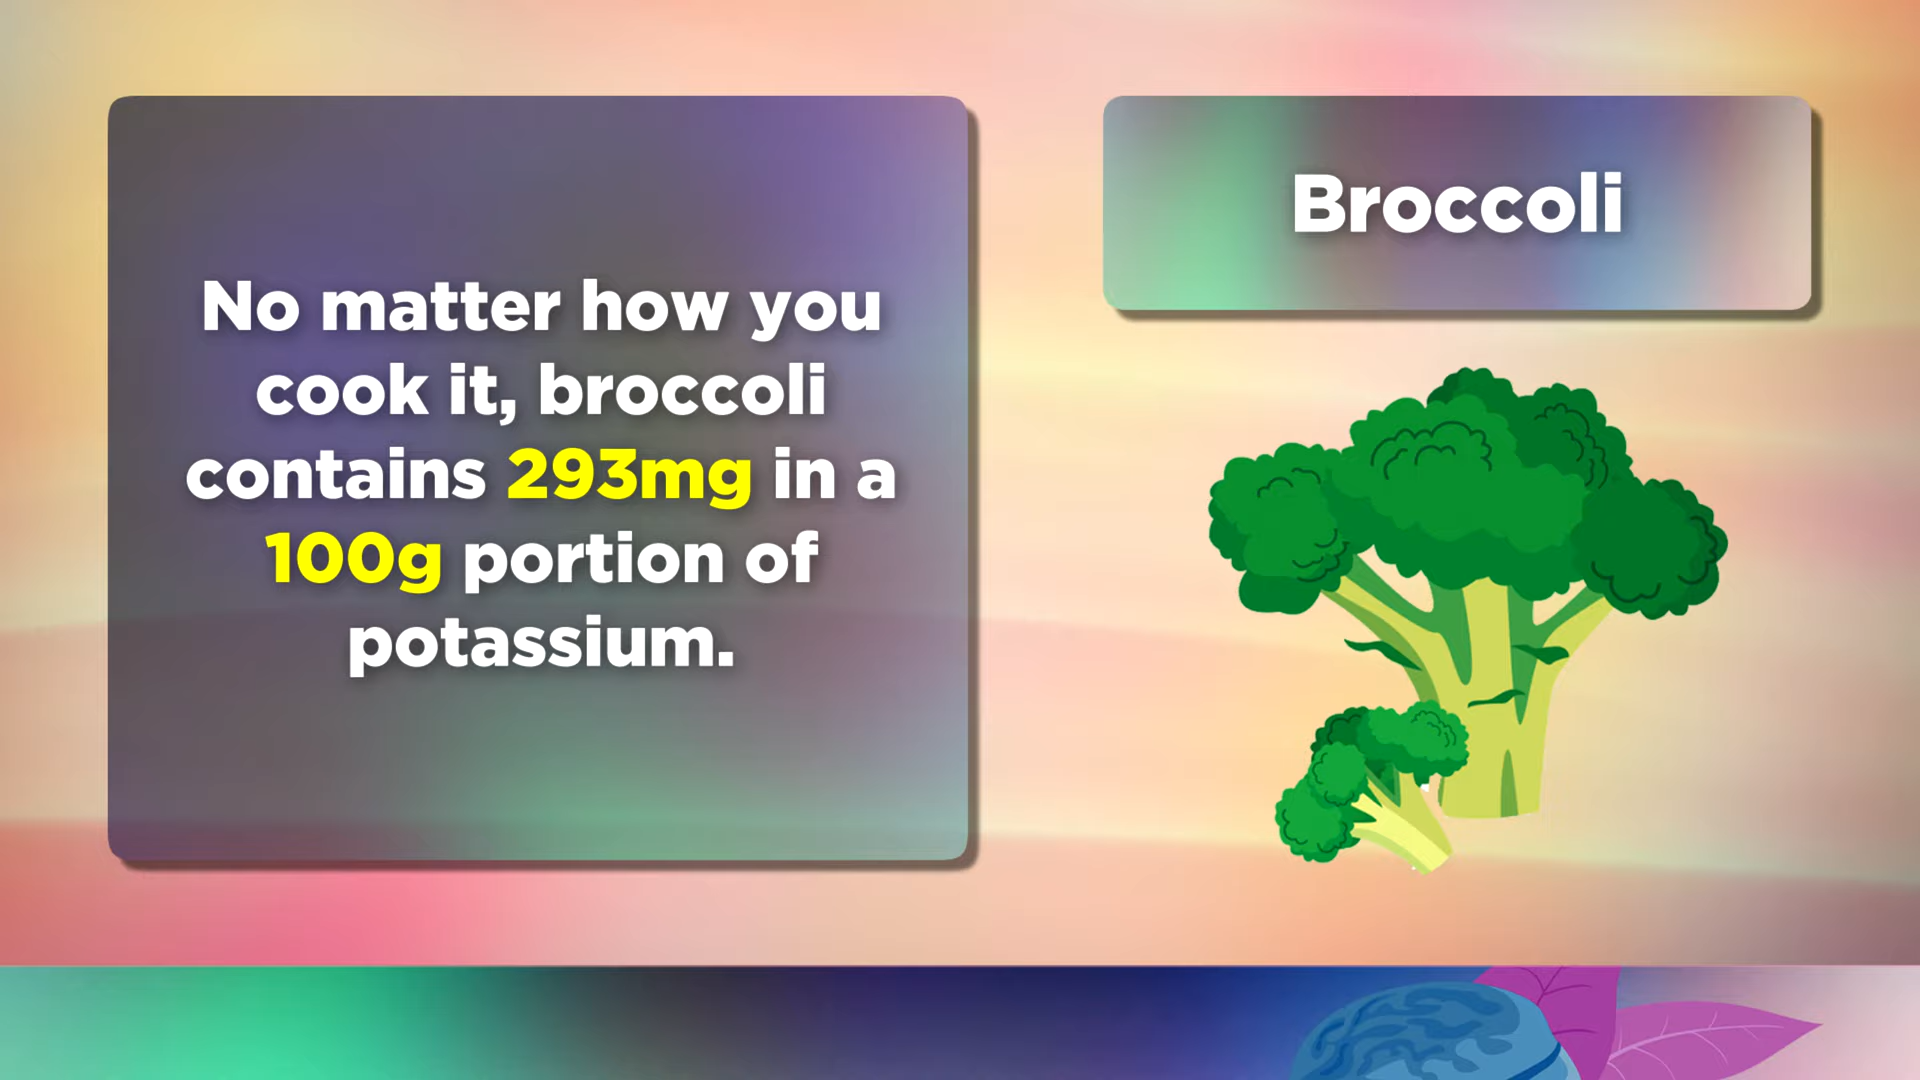 No matter how you
cook it, broccoli
contains 293mg in a
100g portion of
potassium.
Broccoli